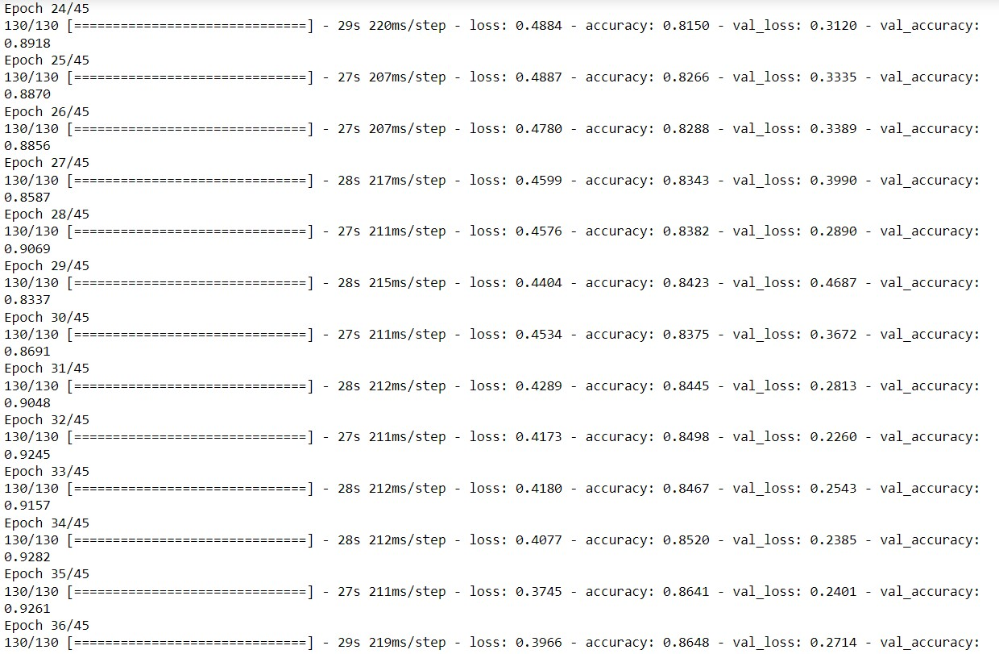 Epoch 24/45
130/130 [==============================] - 29s 220ms/step - loss: 0.4884 - accuracy: 0.8150 - val_loss: 0.3120 - val_accuracy:
0.8918
Epoch 25/45
130/130 [==============================] - 27s 207ms/step - loss: 0.4887 - accuracy: 0.8266 - val_loss: 0.3335 - val_accuracy:
0.8870
Epoch 26/45
130/130 [==============================] - 27s 207ms/step - loss: 0.4780 - accuracy: 0.8288 - val_loss: 0.3389 - val_accuracy:
0.8856
Epoch 27/45
130/130 [==============================] - 28s 217ms/step - loss: 0.4599 - accuracy: 0.8343 - val_loss: 0.3990 - val_accuracy:
0.8587
Epoch 28/45
130/130 [==============================] - 27s 211ms/step - loss: 0.4576 - accuracy: 0.8382 - val_loss: 0.2890 - val_accuracy:
0.9069
Epoch 29/45
130/130 [==============================] - 28s 215ms/step - loss: 0.4404 - accuracy: 0.8423 - val_loss: 0.4687 - val_accuracy:
0.8337
Epoch 30/45
130/130 [==============================] - 27s 211ms/step - loss: 0.4534 - accuracy: 0.8375 - val_loss: 0.3672 - val_accuracy:
0.8691
Epoch 31/45
130/130 [==============================] - 28s 212ms/step - loss: 0.4289 - accuracy: 0.8445 - val_loss: 0.2813 - val_accuracy:
0.9048
Epoch 32/45
130/130 [==============================] - 27s 211ms/step - loss: 0.4173 - accuracy: 0.8498 - val_loss: 0.2260 - val_accuracy:
0.9245
Epoch 33/45
130/130 [==============================] - 28s 212ms/step - loss: 0.4180 - accuracy: 0.8467 - val_loss: 0.2543 - val_accuracy:
0.9157
Epoch 34/45
130/130 [==============================] - 28s 212ms/step - loss: 0.4077 - accuracy: 0.8520 - val_loss: 0.2385 - val_accuracy:
0.9282
Epoch 35/45
130/130 [==============================] - 27s 211ms/step - loss: 0.3745 - accuracy: 0.8641 - val_loss: 0.2401 - val_accuracy:
0.9261
Epoch 36/45
130/130 [==============================] - 29s 219ms/step - loss: 0.3966 - accuracy: 0.8648 - val_loss: 0.2714 - val_accuracy: